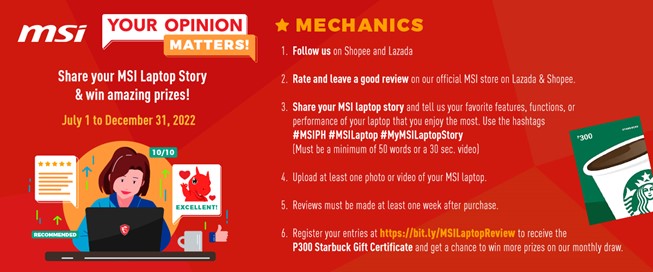 msi
YOUR OPINION
MATTERS!
Share your MSI Laptop Story
& win amazing prizes!
July 1 to December 31, 2022
10/10
EXCELLENT!
RECOMMENDED
MECHANICS
1. Follow us on Shopee and Lazada
2. Rate and leave a good review on our official MSI store on Lazada & Shopee.
3. Share your MSI laptop story and tell us your favorite features, functions, or
performance of your laptop that you enjoy the most. Use the hashtags
#MSIPH #MSILaptop #MyMSILaptopStory
(Must be a minimum of 50 words or a 30 sec. video)
4. Upload at least one photo or video of your MSI laptop.
5. Reviews must be made at least one week after purchase.
6. Register your entries at https://bit.ly/MSILaptopReview to receive the
P300 Starbuck Gift Certificate and get a chance to win more prizes on our monthly draw.
₱300